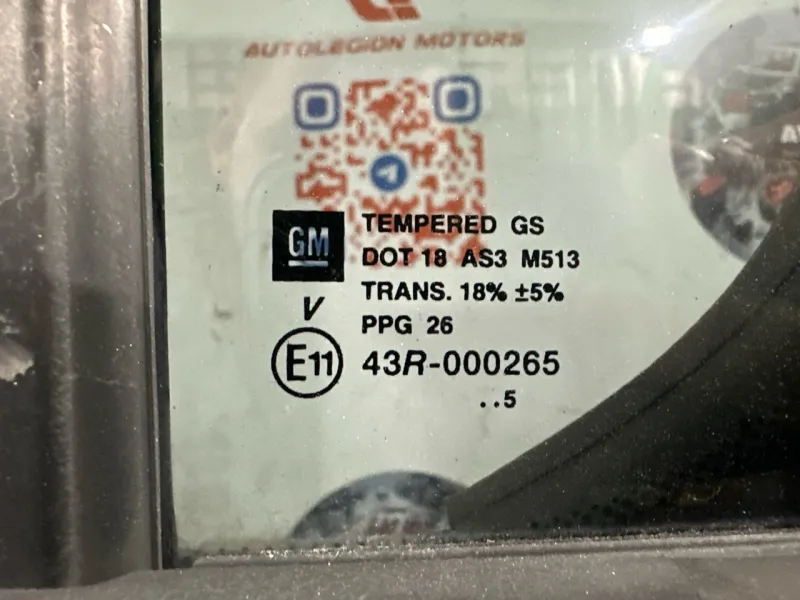 AUTOLEGION MOTORS
GM TEMPERED GS
DOT 18 AS3 M513
TRANS. 18% ±5%
V
PPG 26
E11 43R-000265
..5